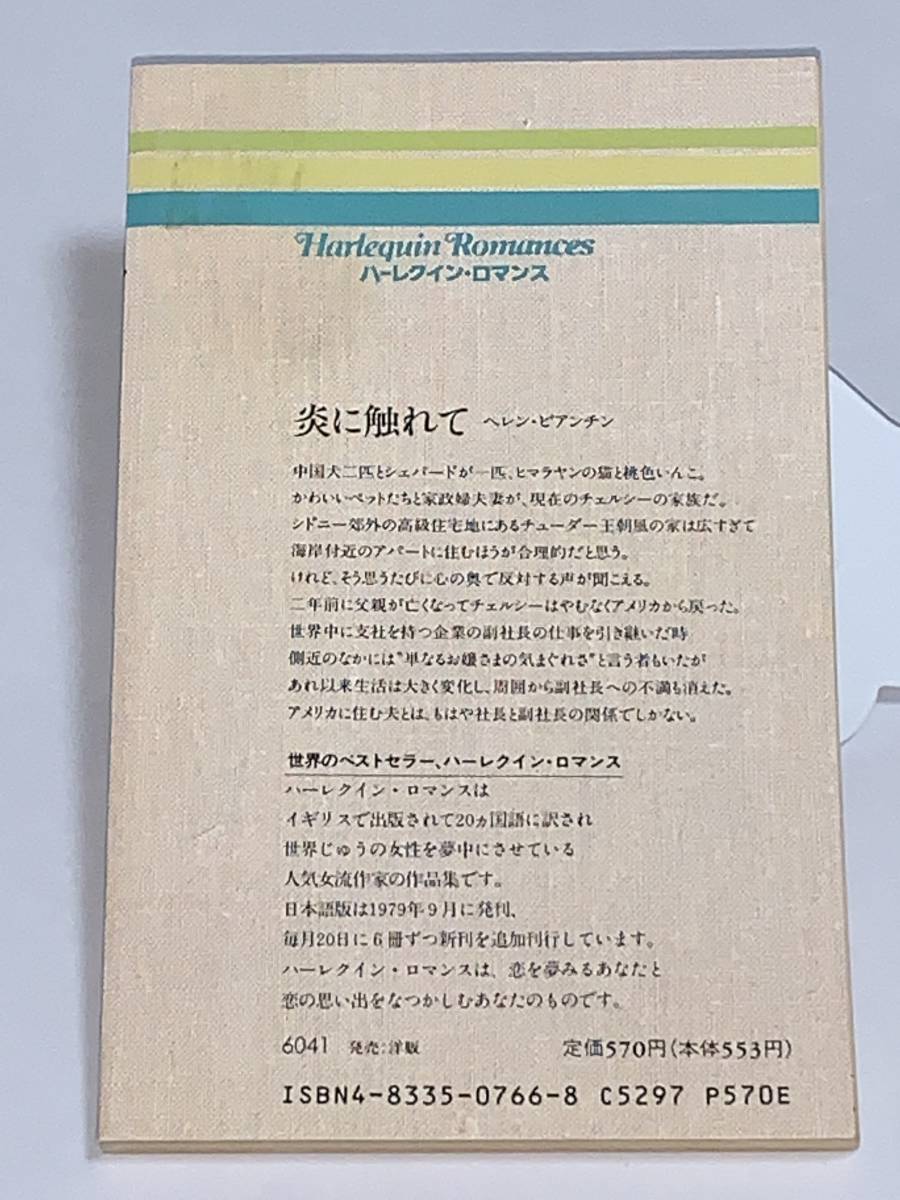 Harlequin Romances
ハーレクイン・ロマンス
炎に触れて ヘレン・ビアンチン
中国犬二匹とシェパードが一匹、ヒマラヤンの猫と桃色いんこ。
かわいいペットたちと家政婦夫妻が、現在のチェルシーの家族だ。
シドニー郊外の高級住宅地にあるチューダー王朝風の家は広すぎて
海岸付近のアパートに住むほうが合理的だと思う。
けれど、そう思うたびに心の奥で反対する声が聞こえる。
二年前に父親が亡くなってチェルシーはやむなくアメリカから戻った。
世界中に支社を持つ企業の副社長の仕事を引き継いだ時
側近のなかには“単なるお嬢さまの気まぐれさ”と言う者もいたが
あれ以来生活は大きく変化し、周囲から副社長への不満も消えた。
アメリカに住む夫とは、もはや社長と副社長の関係でしかない。
世界のベストセラー、ハーレクイン・ロマンス
ハーレクイン・ロマンスは
イギリスで出版されて20ヵ国語に訳され
世界じゅうの女性を夢中にさせている
人気女流作家の作品集です。
日本語版は1979年9月に発刊、
毎月20日に6冊ずつ新刊を追加刊行しています。
ハーレクイン・ロマンスは、恋を夢みるあなたと
恋の思い出をなつかしむあなたのものです。
6041 発売:洋販 定価570円(本体553円)
ISBN4-8335-0766-8 C5297 P570E